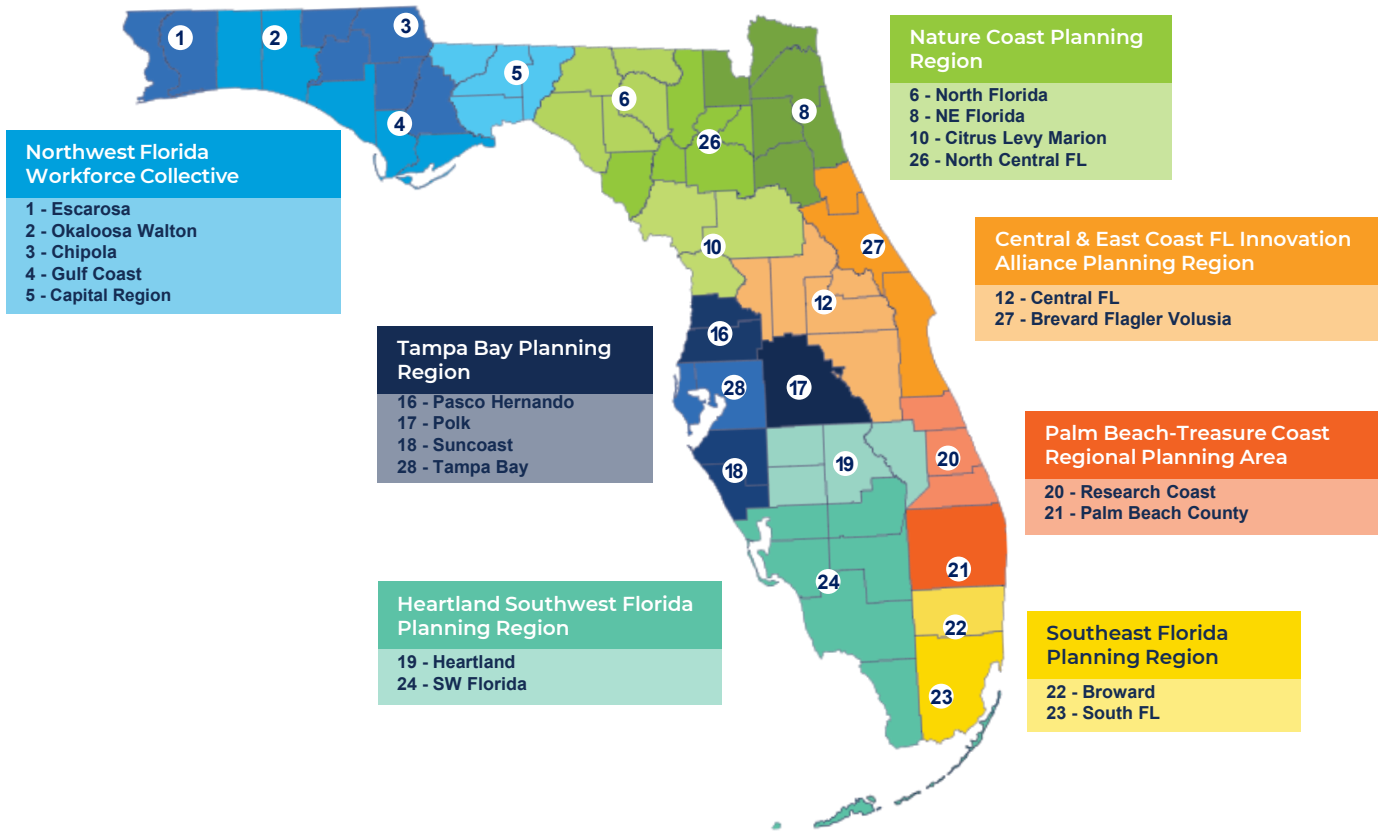 1
2
3
4
5
6
8
26
10
27
12
16
28
17
18
19
20
24
21
22
23
Northwest Florida
Workforce Collective
1 - Escarosa
2 - Okaloosa Walton
3 - Chipola
4 - Gulf Coast
5 - Capital Region
Nature Coast Planning
Region
6 - North Florida
8 - NE Florida
10 - Citrus Levy Marion
26 - North Central FL
Central & East Coast FL Innovation
Alliance Planning Region
12 - Central FL
27 - Brevard Flagler Volusia
Tampa Bay Planning
Region
16 - Pasco Hernando
17 - Polk
18 - Suncoast
28 - Tampa Bay
Palm Beach-Treasure Coast
Regional Planning Area
20 - Research Coast
21 - Palm Beach County
Heartland Southwest Florida
Planning Region
19 - Heartland
24 - SW Florida
Southeast Florida
Planning Region
22 - Broward
23 - South FL